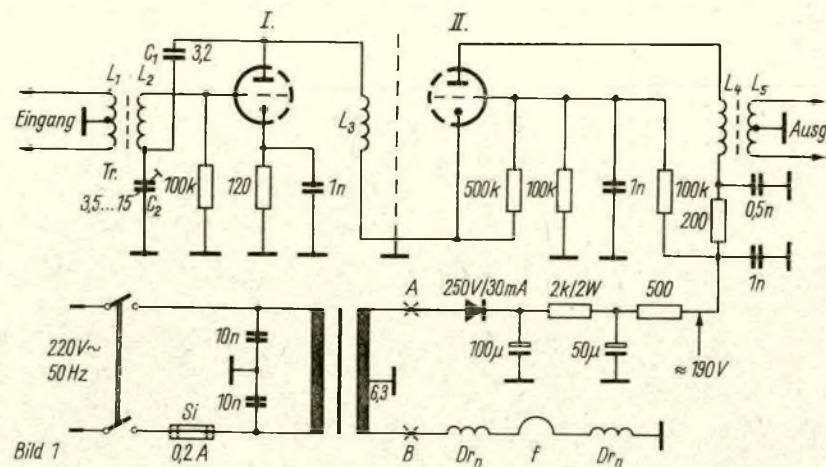 I.
II.
C1
3,2
L1
L2
L4
L5
Eingang
L3
Ausg
Tr.
3,5...15
C2
100k
120
1n
500k
100k
1n
100k
200
0,5n
1n
A
250V/30mA
2k/2W
500
10n
220V~
50Hz
100µ
50µ
≈190V
6,3
10n
Si
0,2A
B
Drn
f
Drn
Bild 1